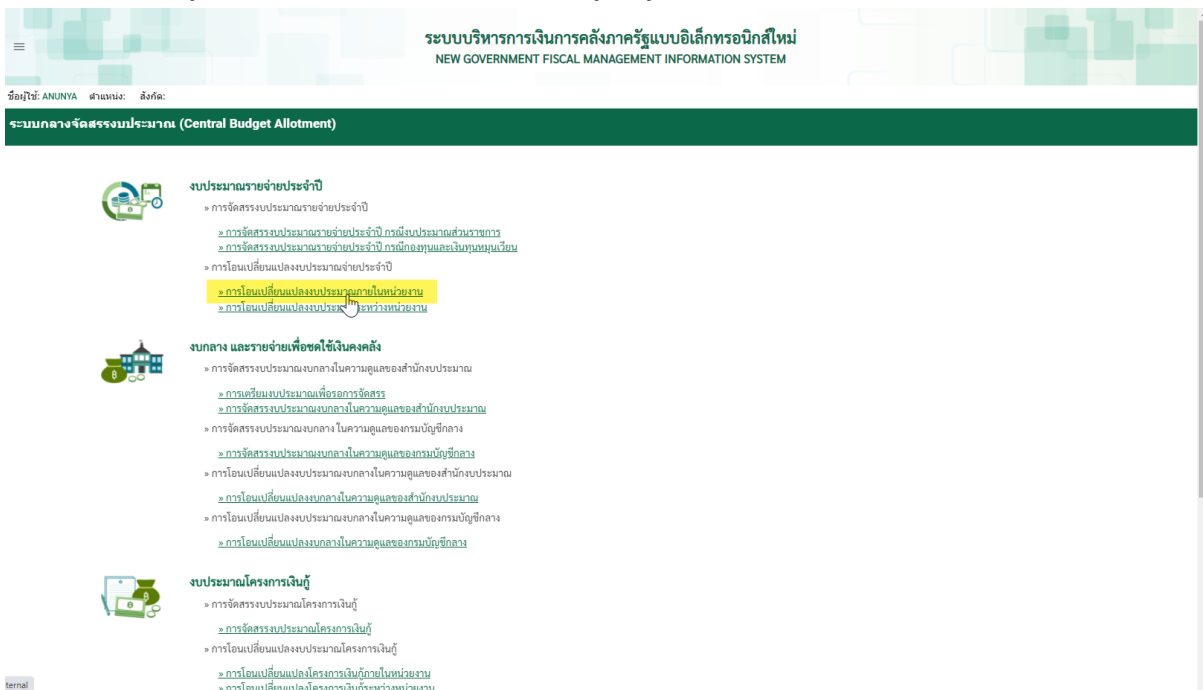 ระบบบริหารการเงินการคลังภาครัฐแบบอิเล็กทรอนิกส์ใหม่
NEW GOVERNMENT FISCAL MANAGEMENT INFORMATION SYSTEM
ชื่อผู้ใช้: ANUNYA ตำแหน่ง: สังกัด:
ระบบกลางจัดสรรงบประมาณ (Central Budget Allotment)
งบประมาณรายจ่ายประจำปี
» การจัดสรรงบประมาณรายจ่ายประจำปี
» การจัดสรรงบประมาณรายจ่ายประจำปี กรณีงบประมาณส่วนราชการ
» การจัดสรรงบประมาณรายจ่ายประจำปี กรณีกองทุนและเงินทุนหมุนเวียน
» การโอนเปลี่ยนแปลงงบประมาณจ่ายประจำปี
» การโอนเปลี่ยนแปลงงบประมาณภายในหน่วยงาน
» การโอนเปลี่ยนแปลงงบประมาณระหว่างหน่วยงาน
งบกลาง และรายจ่ายเพื่อชดใช้เงินคงคลัง
» การจัดสรรงบประมาณงบกลางในความดูแลของสำนักงบประมาณ
» การเตรียมงบประมาณเพื่อรอการจัดสรร
» การจัดสรรงบประมาณงบกลางในความดูแลของสำนักงบประมาณ
» การจัดสรรงบประมาณงบกลาง ในความดูแลของกรมบัญชีกลาง
» การจัดสรรงบประมาณงบกลางในความดูแลของกรมบัญชีกลาง
» การโอนเปลี่ยนแปลงงบประมาณงบกลางในความดูแลของสำนักงบประมาณ
» การโอนเปลี่ยนแปลงงบกลางในความดูแลของสำนักงบประมาณ
» การโอนเปลี่ยนแปลงงบประมาณงบกลางในความดูแลของกรมบัญชีกลาง
» การโอนเปลี่ยนแปลงงบกลางในความดูแลของกรมบัญชีกลาง
งบประมาณโครงการเงินกู้
» การจัดสรรงบประมาณโครงการเงินกู้
» การจัดสรรงบประมาณโครงการเงินกู้
» การโอนเปลี่ยนแปลงงบประมาณโครงการเงินกู้
» การโอนเปลี่ยนแปลงโครงการเงินกู้ภายในหน่วยงาน
» การโอนเปลี่ยนแปลงโครงการเงินกู้ระหว่างหน่วยงาน
ternal